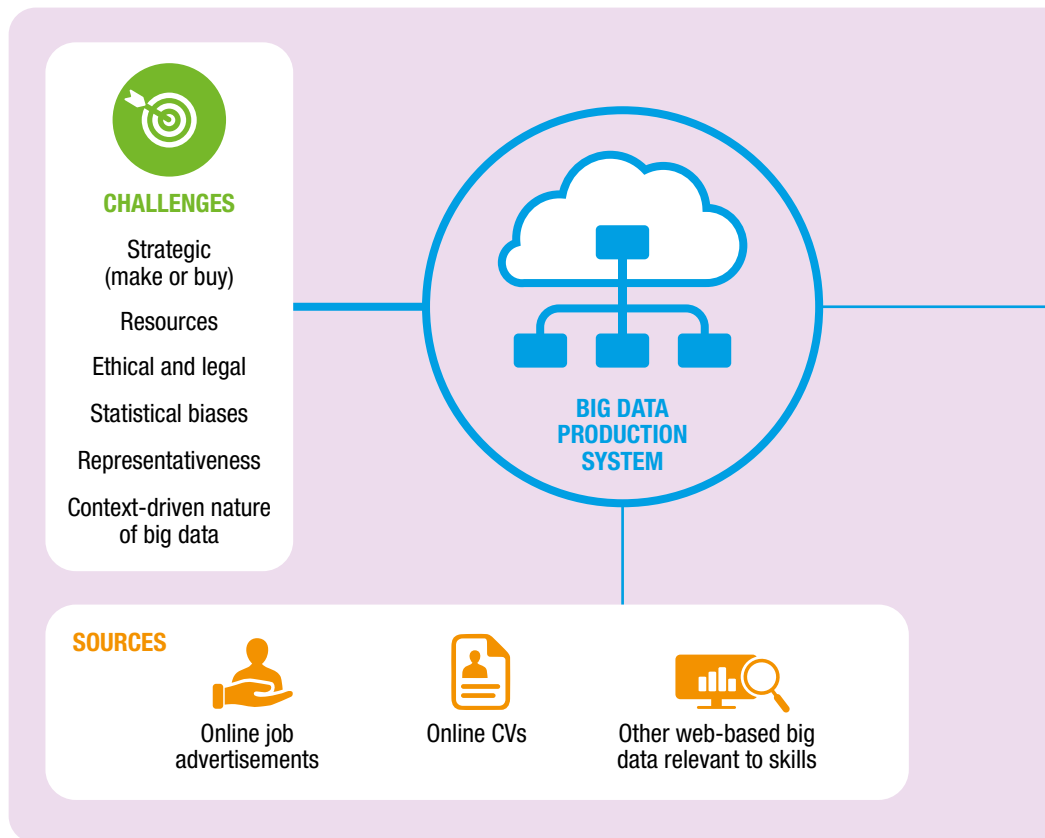 CHALLENGES
Strategic
(make or buy)
Resources
Ethical and legal
Statistical biases
Representativeness
Context-driven nature
of big data
BIG DATA
PRODUCTION
SYSTEM
SOURCES
Online job
advertisements
Online CVs
Other web-based big
data relevant to skills